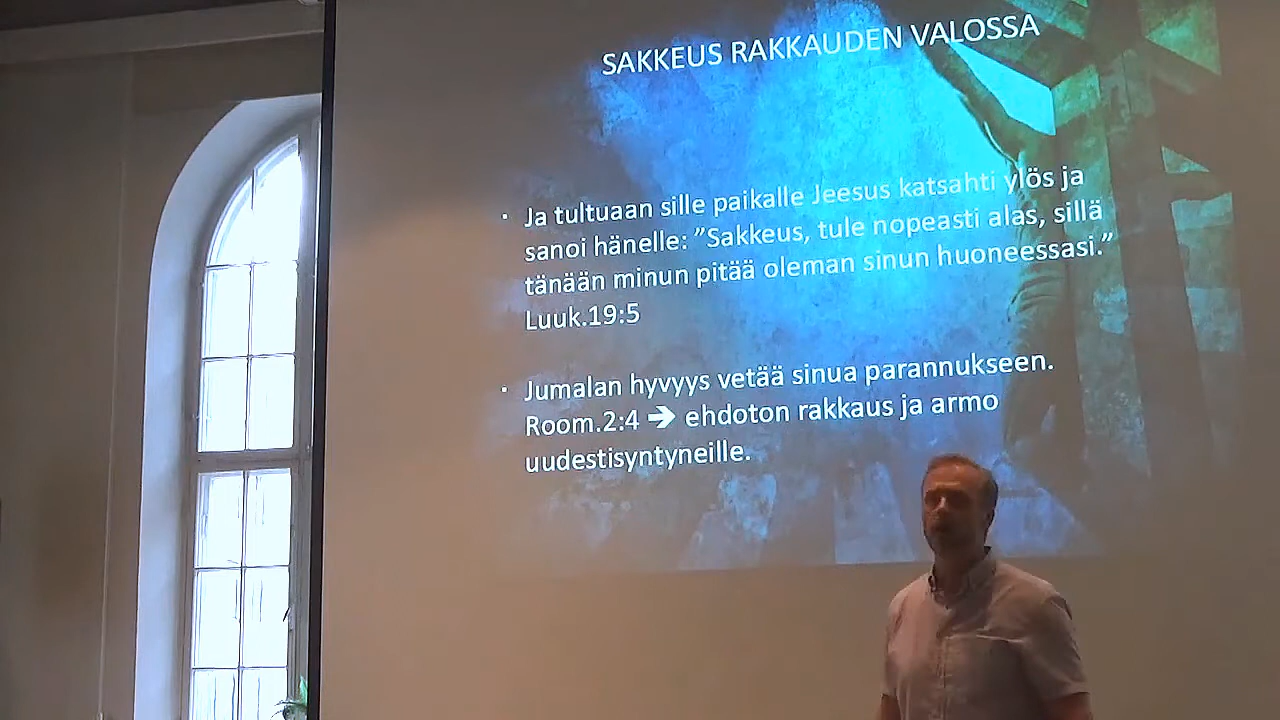 SAKKEUS RAKKAUDEN VALOSSA
· Ja tultuaan sille paikalle Jeesus katsahti ylös ja
sanoi hänelle: ”Sakkeus, tule nopeasti alas, sillä
tänään minun pitää oleman sinun huoneessasi.”
Luuk.19:5
· Jumalan hyvyys vetää sinua parannukseen.
Room.2:4 ➔ ehdoton rakkaus ja armo
uudestisyntyneille.